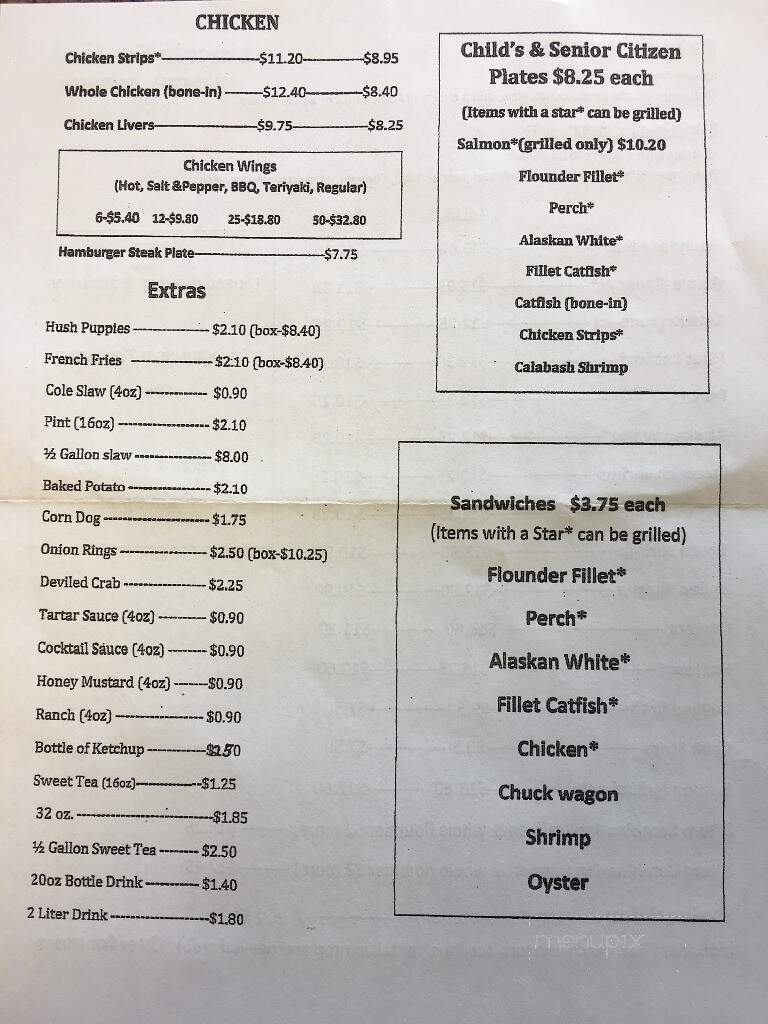 CHICKEN
Chicken Strips*-$11.20-$8.95
Whole Chicken (bone-in) -$12.40-$8.40
Chicken Livers-$9.75-$8.25
Chicken Wings
(Hot, Salt &Pepper, BBQ, Teriyaki, Regular)
6-$5.40 12-$9.80 25-$18.80 50-$32.80
Hamburger Steak Plate-$7.75
Extras
Hush Puppies - $2.10 (box-$8.40)
French Fries - $2.10 (box-$8.40)
Cole Slaw (4oz) - $0.90
Pint (16oz) - $2.10
½ Gallon slaw - $8.00
Baked Potato - $2.10
Corn Dog - $1.75
Onion Rings - $2.50 (box-$10.25)
Deviled Crab - $2.25
Tartar Sauce (4oz) - $0.90
Cocktail Sauce (4oz) - $0.90
Honey Mustard (4oz) -$0.90
Ranch (4oz) - $0.90
Bottle of Ketchup -
Sweet Tea (16oz)-$1.25
32 oz. -$1.85
½ Gallon Sweet Tea - $2.50
20oz Bottle Drink - $1.40
2 Liter Drink -$1.80
Child's & Senior Citizen
Plates $8.25 each
(Items with a star* can be grilled)
Salmon*(grilled only) $10.20
Flounder Fillet*
Perch*
Alaskan White*
Fillet Catfish*
Catfish (bone-in)
Chicken Strips*
Calabash Shrimp
Sandwiches $3.75 each
(Items with a Star* can be grilled)
Flounder Fillet*
Perch*
Alaskan White*
Fillet Catfish*
Chicken*
Chuck wagon
Shrimp
Oyster
menupix